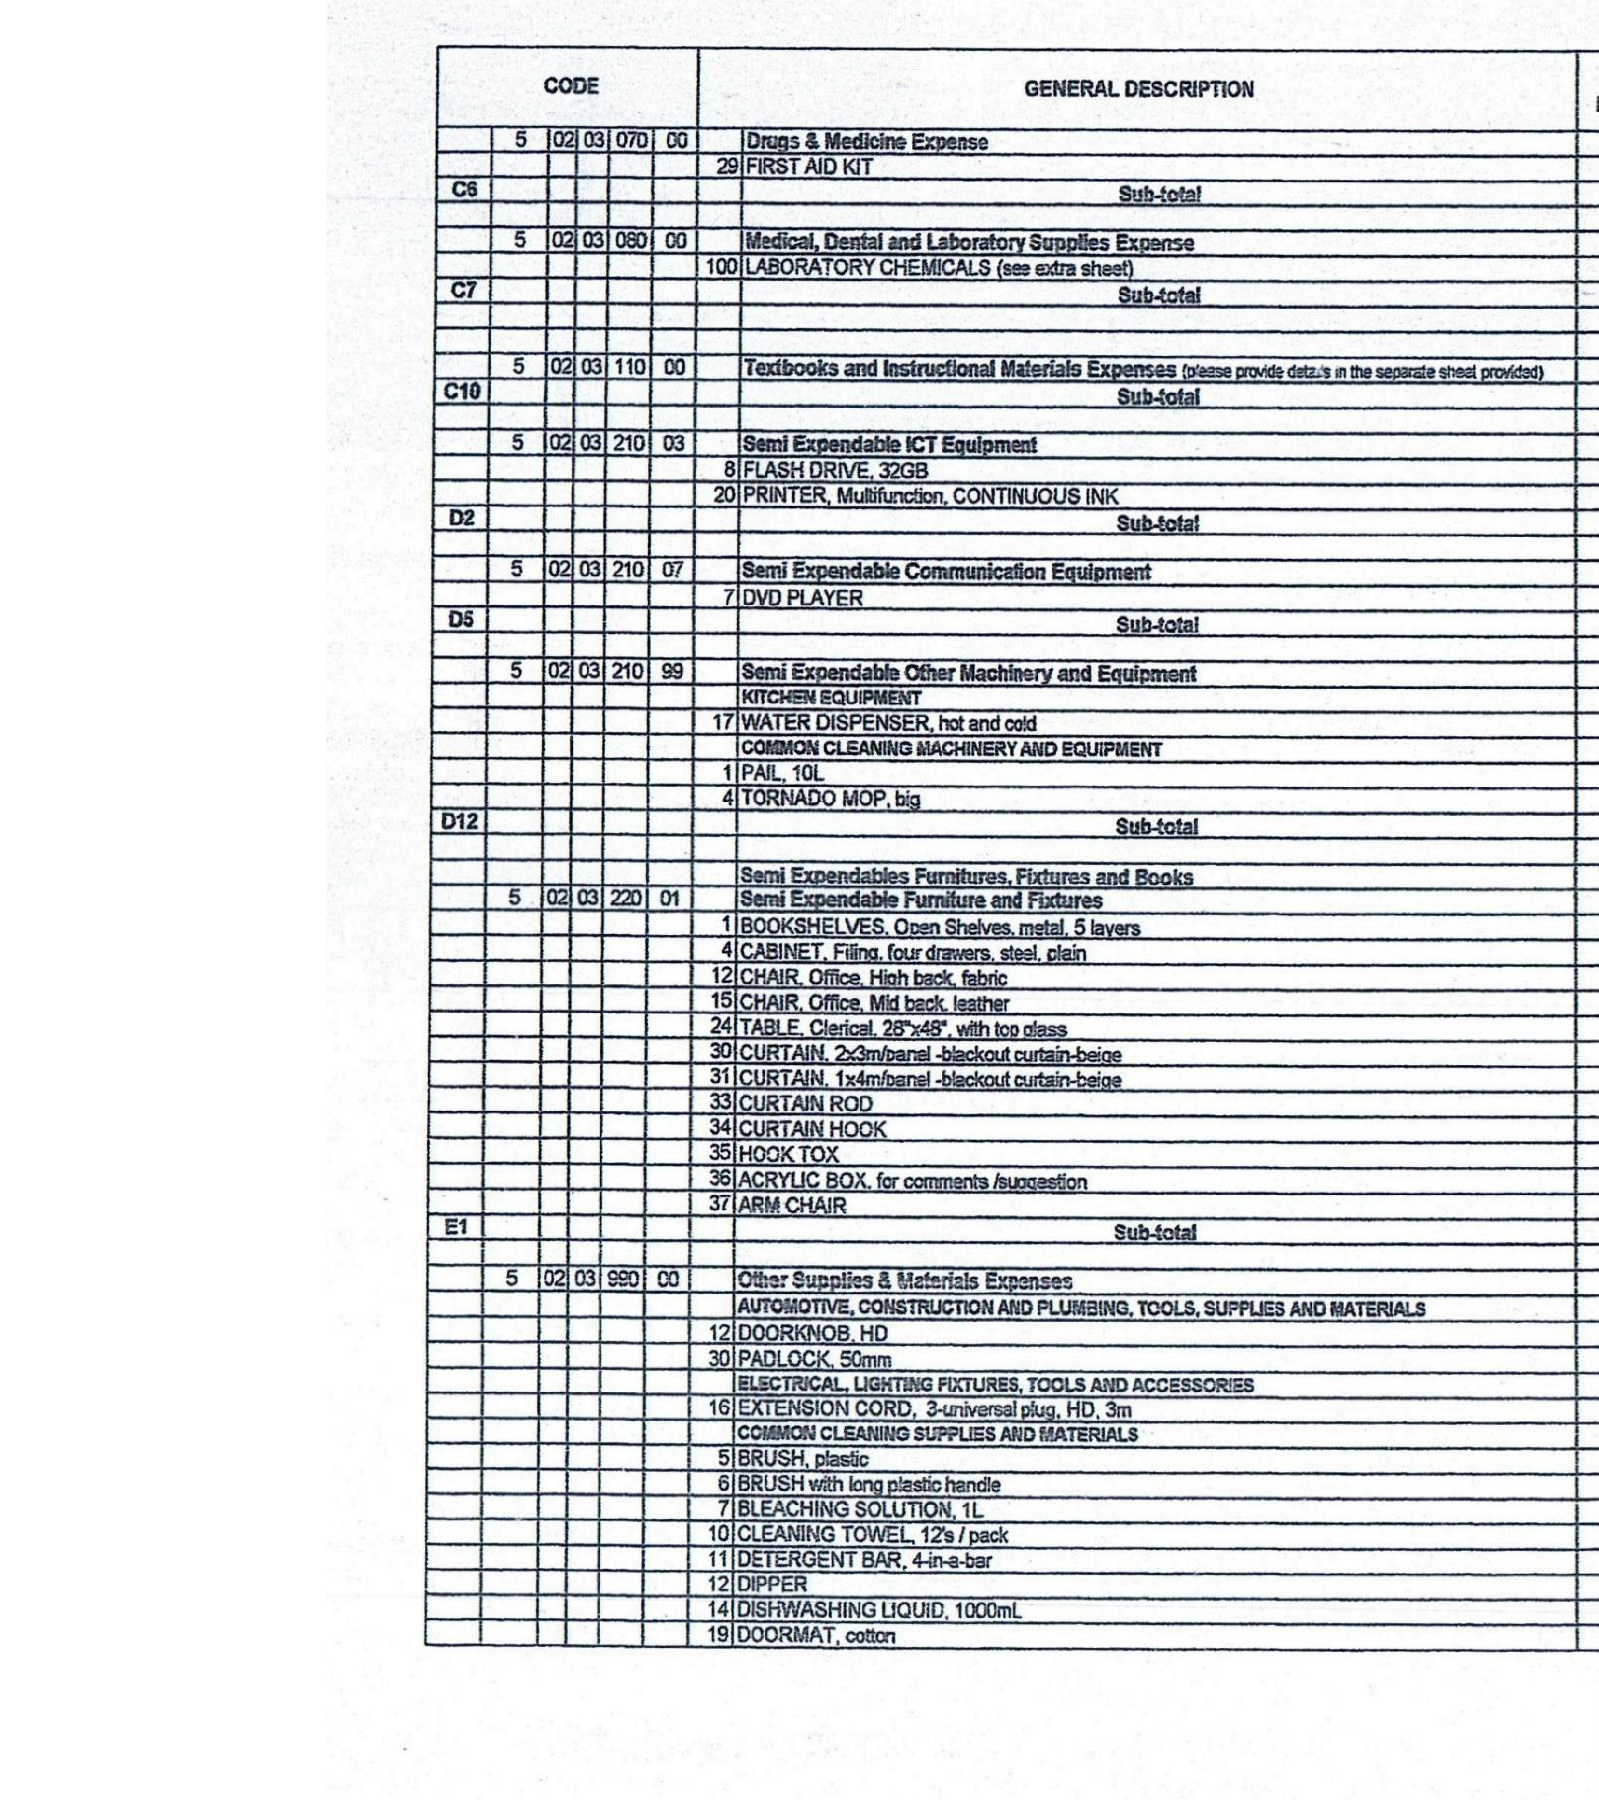 CODE GENERAL DESCRIPTION
5 02 03 070 00 Drugs & Medicine Expense
29 FIRST AID KIT
C6 Sub-total
5 02 03 080 00 Medical, Dental and Laboratory Supplies Expense
100 LABORATORY CHEMICALS (see extra sheet)
C7 Sub-total
5 02 03 110 00 Textbooks and Instructional Materials Expenses (please provide details in the separate sheet provided)
C10 Sub-total
5 02 03 210 03 Semi Expendable ICT Equipment
8 FLASH DRIVE, 32GB
20 PRINTER, Multifunction, CONTINUOUS INK
D2 Sub-total
5 02 03 210 07 Semi Expendable Communication Equipment
7 DVD PLAYER
D5 Sub-total
5 02 03 210 99 Semi Expendable Other Machinery and Equipment
KITCHEN EQUIPMENT
17 WATER DISPENSER, hot and cold
COMMON CLEANING MACHINERY AND EQUIPMENT
1 PAIL, 10L
4 TORNADO MOP, big
D12 Sub-total
Semi Expendables Furnitures, Fixtures and Books
5 02 03 220 01 Semi Expendable Furniture and Fixtures
1 BOOKSHELVES, Open Shelves, metal, 5 layers
4 CABINET, Filing, four drawers, steel, plain
12 CHAIR, Office, High back, fabric
15 CHAIR, Office, Mid back, leather
24 TABLE, Clerical, 28"x48", with top glass
30 CURTAIN, 2x3m/panel -blackout curtain-beige
31 CURTAIN, 1x4m/panel -blackout curtain-beige
33 CURTAIN ROD
34 CURTAIN HOOK
35 HOOK TOX
36 ACRYLIC BOX, for comments /suggestion
37 ARM CHAIR
E1 Sub-total
5 02 03 990 00 Other Supplies & Materials Expenses
AUTOMOTIVE, CONSTRUCTION AND PLUMBING, TOOLS, SUPPLIES AND MATERIALS
12 DOORKNOB, HD
30 PADLOCK, 50mm
ELECTRICAL, LIGHTING FIXTURES, TOOLS AND ACCESSORIES
16 EXTENSION CORD, 3-universal plug, HD, 3m
COMMON CLEANING SUPPLIES AND MATERIALS
5 BRUSH, plastic
6 BRUSH with long plastic handle
7 BLEACHING SOLUTION, 1L
10 CLEANING TOWEL, 12's / pack
11 DETERGENT BAR, 4-in-a-bar
12 DIPPER
14 DISHWASHING LIQUID, 1000mL
19 DOORMAT, cotton